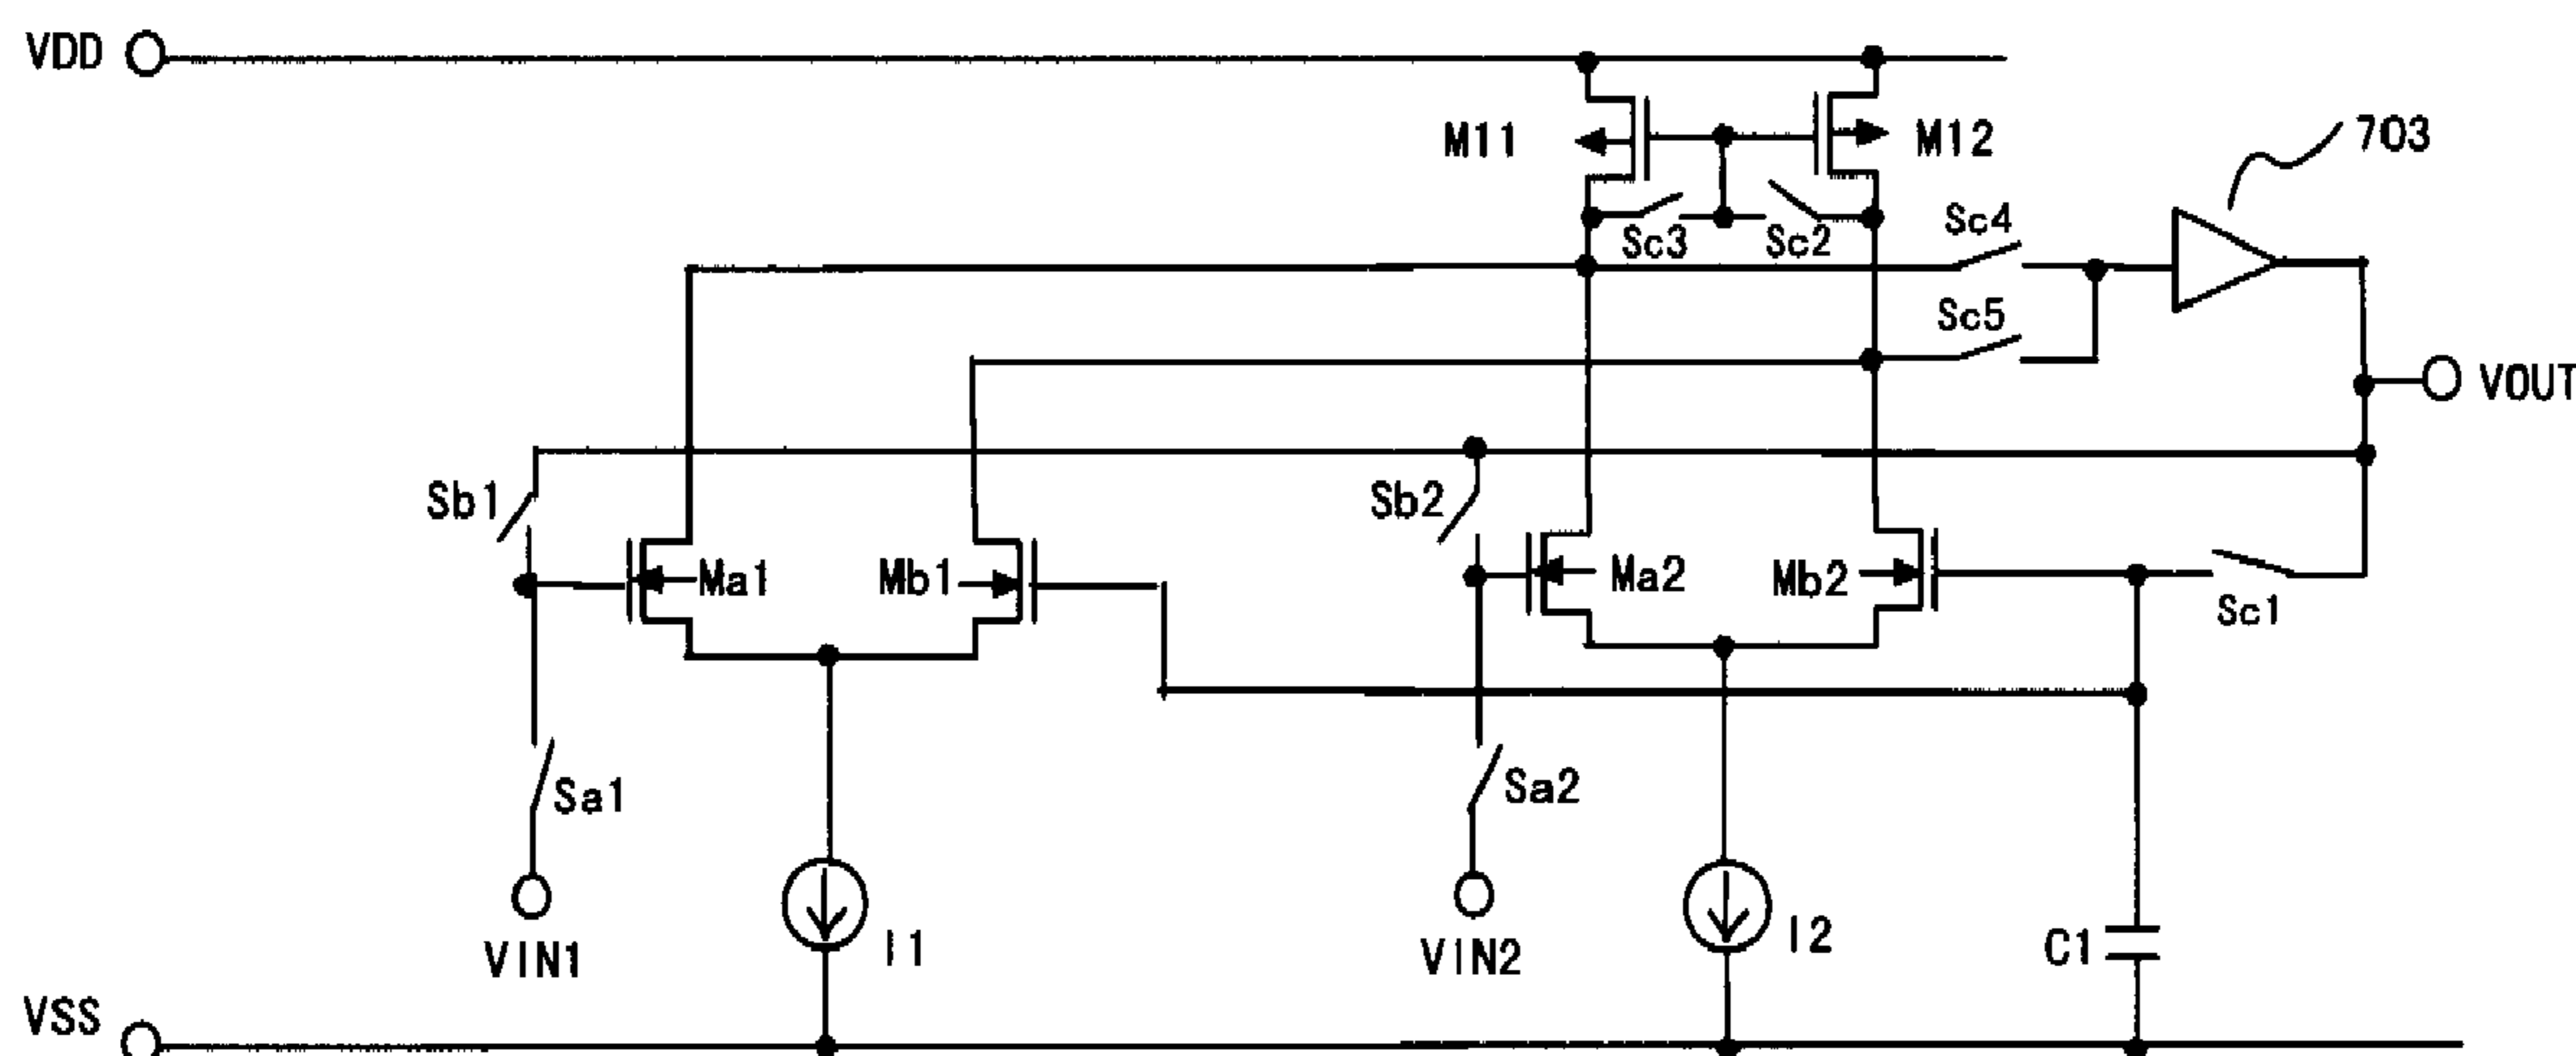 VDD
M11
M12
703
Sc3
Sc2
Sc4
Sc5
VOUT
Sb1
Sb2
Ma1
Mb1
Ma2
Mb2
Sc1
Sa1
Sa2
VIN1
I1
VIN2
I2
C1
VSS